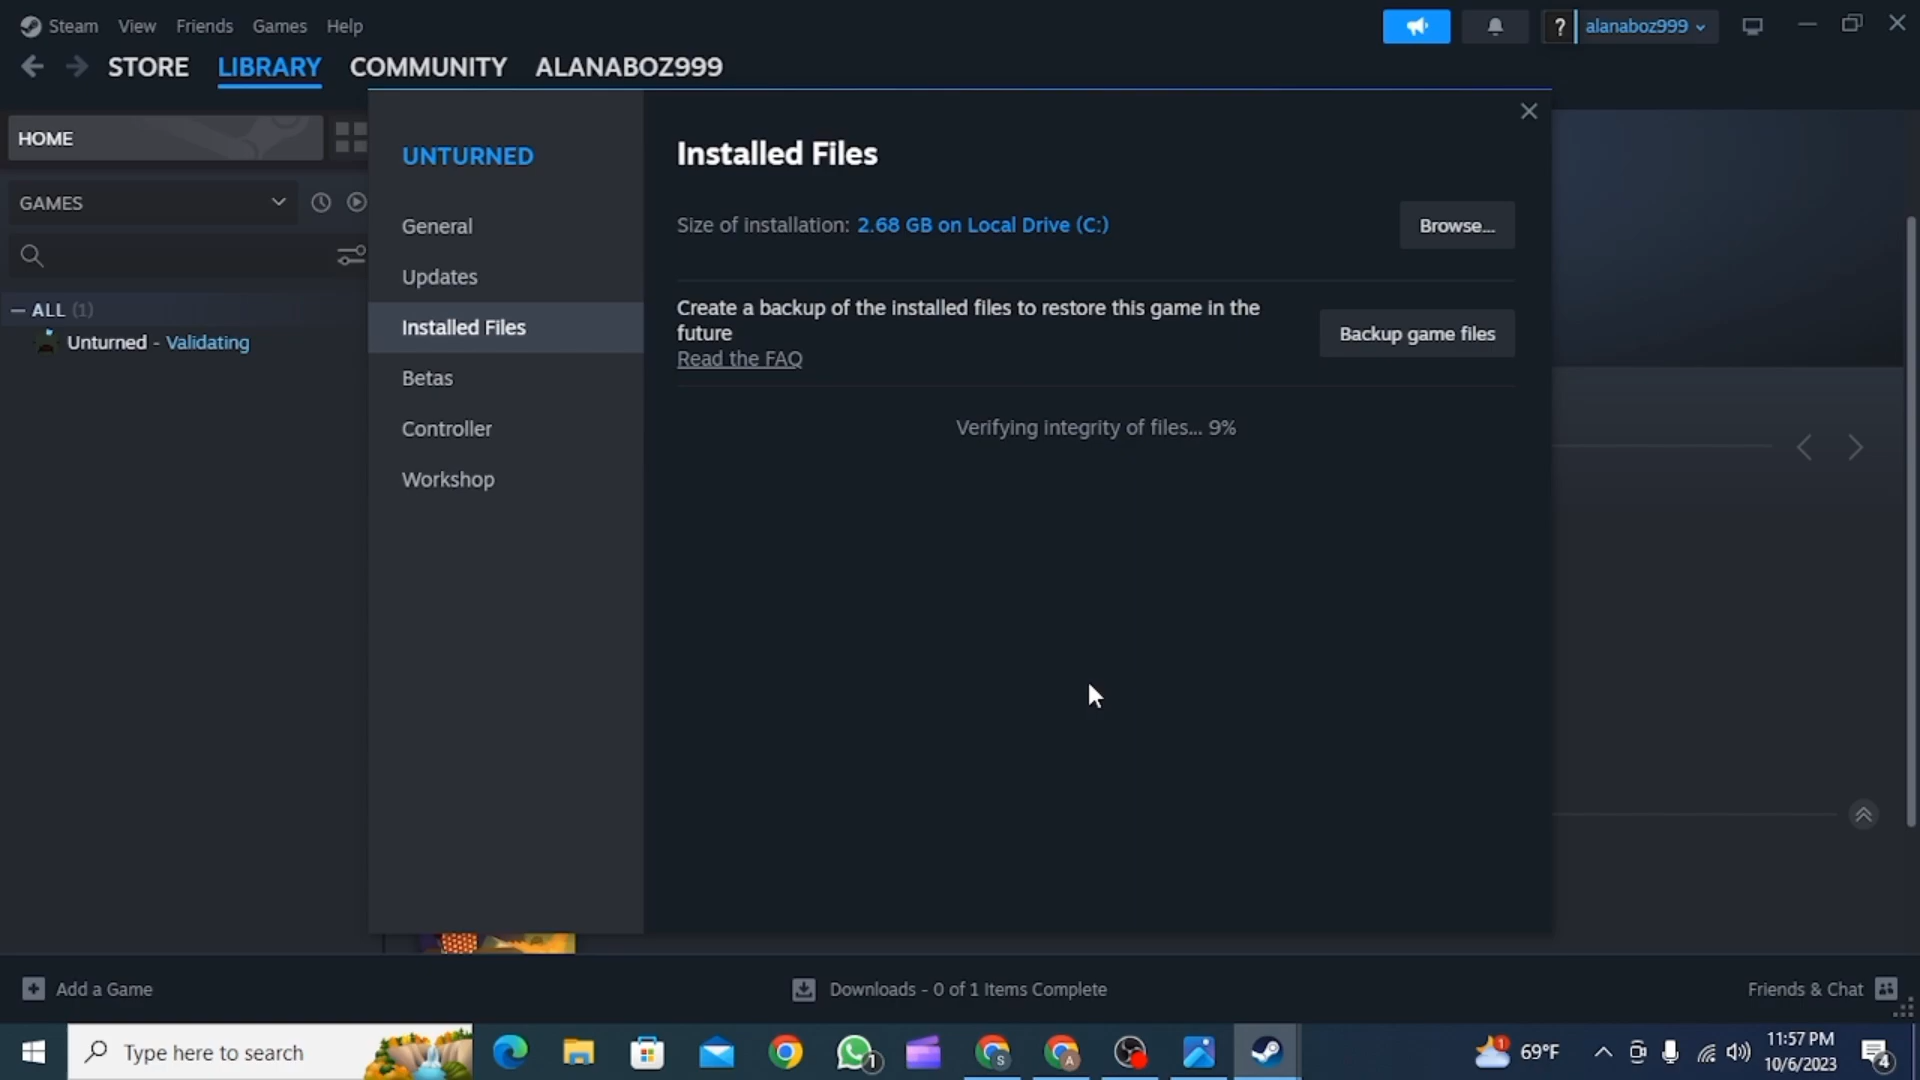 Steam View Friends Games Help
alanaboz999
STORE LIBRARY COMMUNITY ALANABOZ999
HOME
GAMES
ALL (1)
Unturned - Validating
UNTURNED
General
Updates
Installed Files
Betas
Controller
Workshop
Installed Files
Size of installation: 2.68 GB on Local Drive (C:)
Browse...
Create a backup of the installed files to restore this game in the
future
Read the FAQ
Backup game files
Verifying integrity of files... 9%
Add a Game
Downloads - 0 of 1 Items Complete
Friends & Chat
Type here to search
1
S
A
1
69°F
11:57 PM
10/6/2023
4